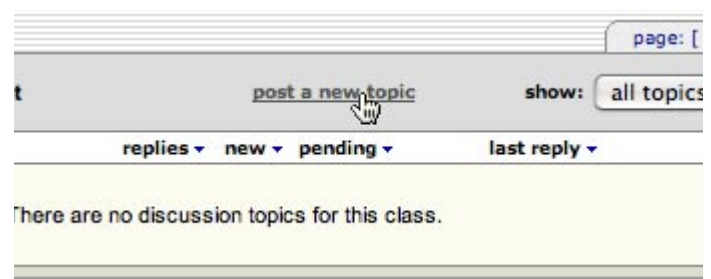 page: [
t post a new topic show: all topics
replies new pending last reply
There are no discussion topics for this class.